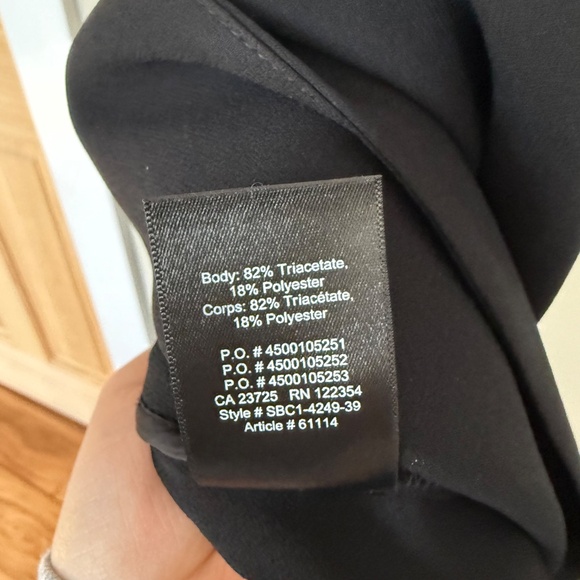 Body: 82% Triacetate,
18% Polyester
Corps: 82% Triacétate,
18% Polyester
P.O. # 4500105251
P.O. # 4500105252
P.O. # 4500105253
CA 23725 RN 122354
Style # SBC1-4249-39
Article # 61114